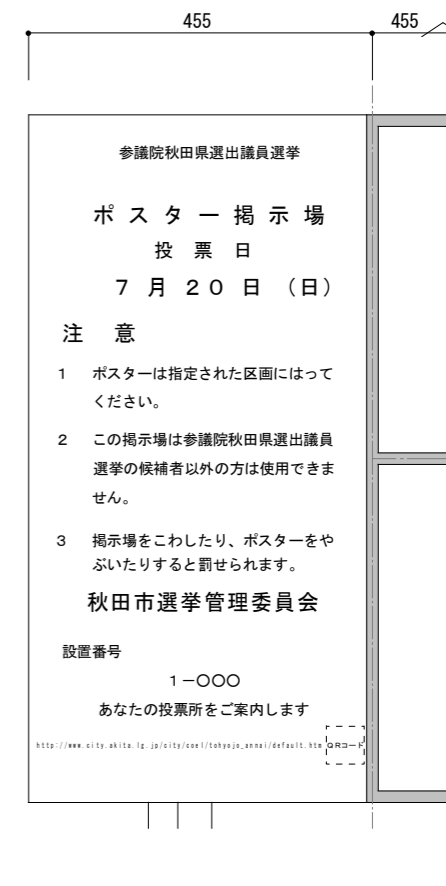 455
455
参議院秋田県選出議員選挙
ポスター掲示場
投票日
7月20日（日）
注意
1 ポスターは指定された区画にはって
ください。
2 この掲示場は参議院秋田県選出議員
選挙の候補者以外の方は使用できま
せん。
3 掲示場をこわしたり、ポスターをや
ぶいたりすると罰せられます。
秋田市選挙管理委員会
設置番号
1－〇〇〇
あなたの投票所をご案内します
http://www.city.akita.lg.jp/city/coel/tohyojo_annai/default.htm
QRコード